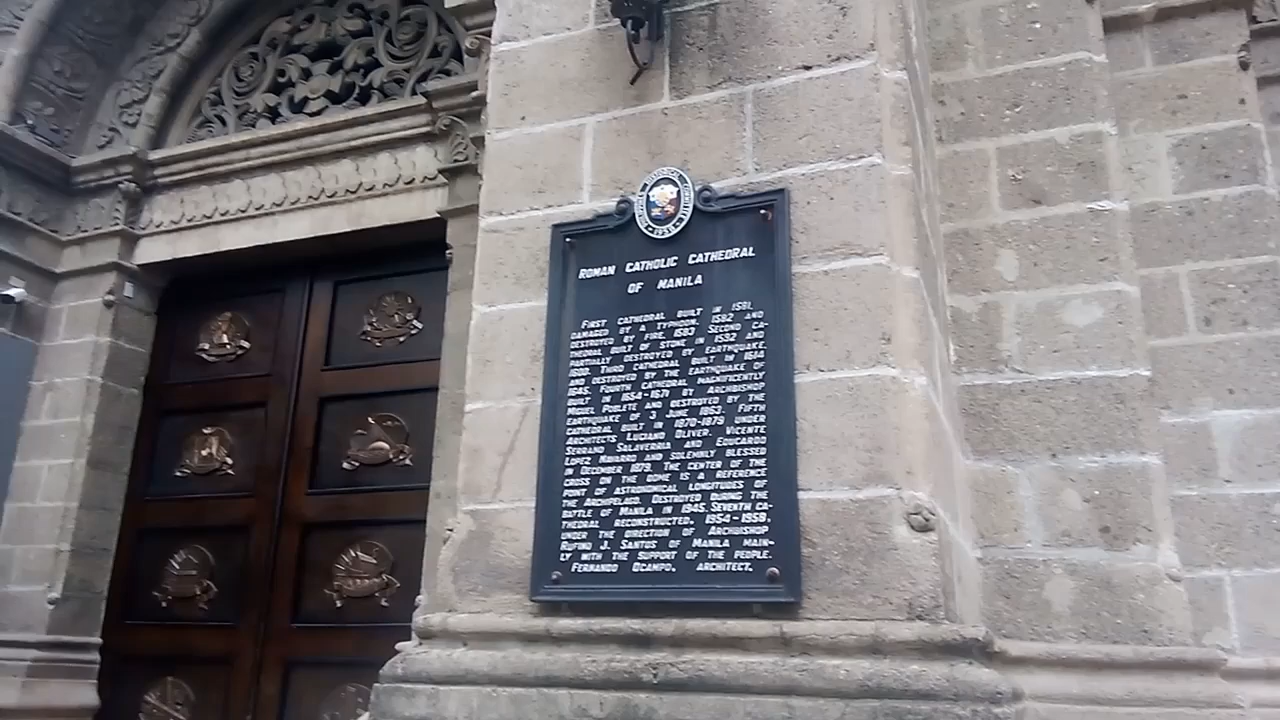 PHILIPPINES HISTORICAL COMMITTEE
1958
ROMAN CATHOLIC CATHEDRAL
OF MANILA
FIRST CATHEDRAL BUILT IN 1581,
DAMAGED BY A TYPHOON, 1582 AND
DESTROYED BY FIRE, 1583 SECOND CA-
THEDRAL BUILT OF STONE IN 1592 AND
PARTIALLY DESTROYED BY EARTHQUAKE,
1600. THIRD CATHEDRAL BUILT IN 1614
AND DESTROYED BY THE EARTHQUAKE OF
1645. FOURTH CATHEDRAL MAGNIFICENTLY
BUILT IN 1654-1671 BY ARCHBISHOP
MIGUEL POBLETE AND DESTROYED BY THE
EARTHQUAKE OF 3 JUNE 1863. FIFTH
CATHEDRAL BUILT IN 1870-1879 UNDER
ARCHITECTS LUCIANO OLIVER, VICENTE
SERRANO SALAVERRIA AND EDUCARDO
LOPEZ NAVARRO AND SOLEMNLY BLESSED
IN DECEMBER 1879. THE CENTER OF THE
CROSS ON THE DOME IS A REFERENCE
POINT OF ASTRONOMICAL LONGITUDES OF
THE ARCHIPELAGO. DESTROYED DURING THE
BATTLE OF MANILA IN 1945. SEVENTH CA-
THEDRAL RECONSTRUCTED, 1954-1958,
UNDER THE DIRECTION OF ARCHBISHOP
RUFINO J. SANTOS OF MANILA MAIN-
LY WITH THE SUPPORT OF THE PEOPLE.
FERNANDO OCAMPO, ARCHITECT.